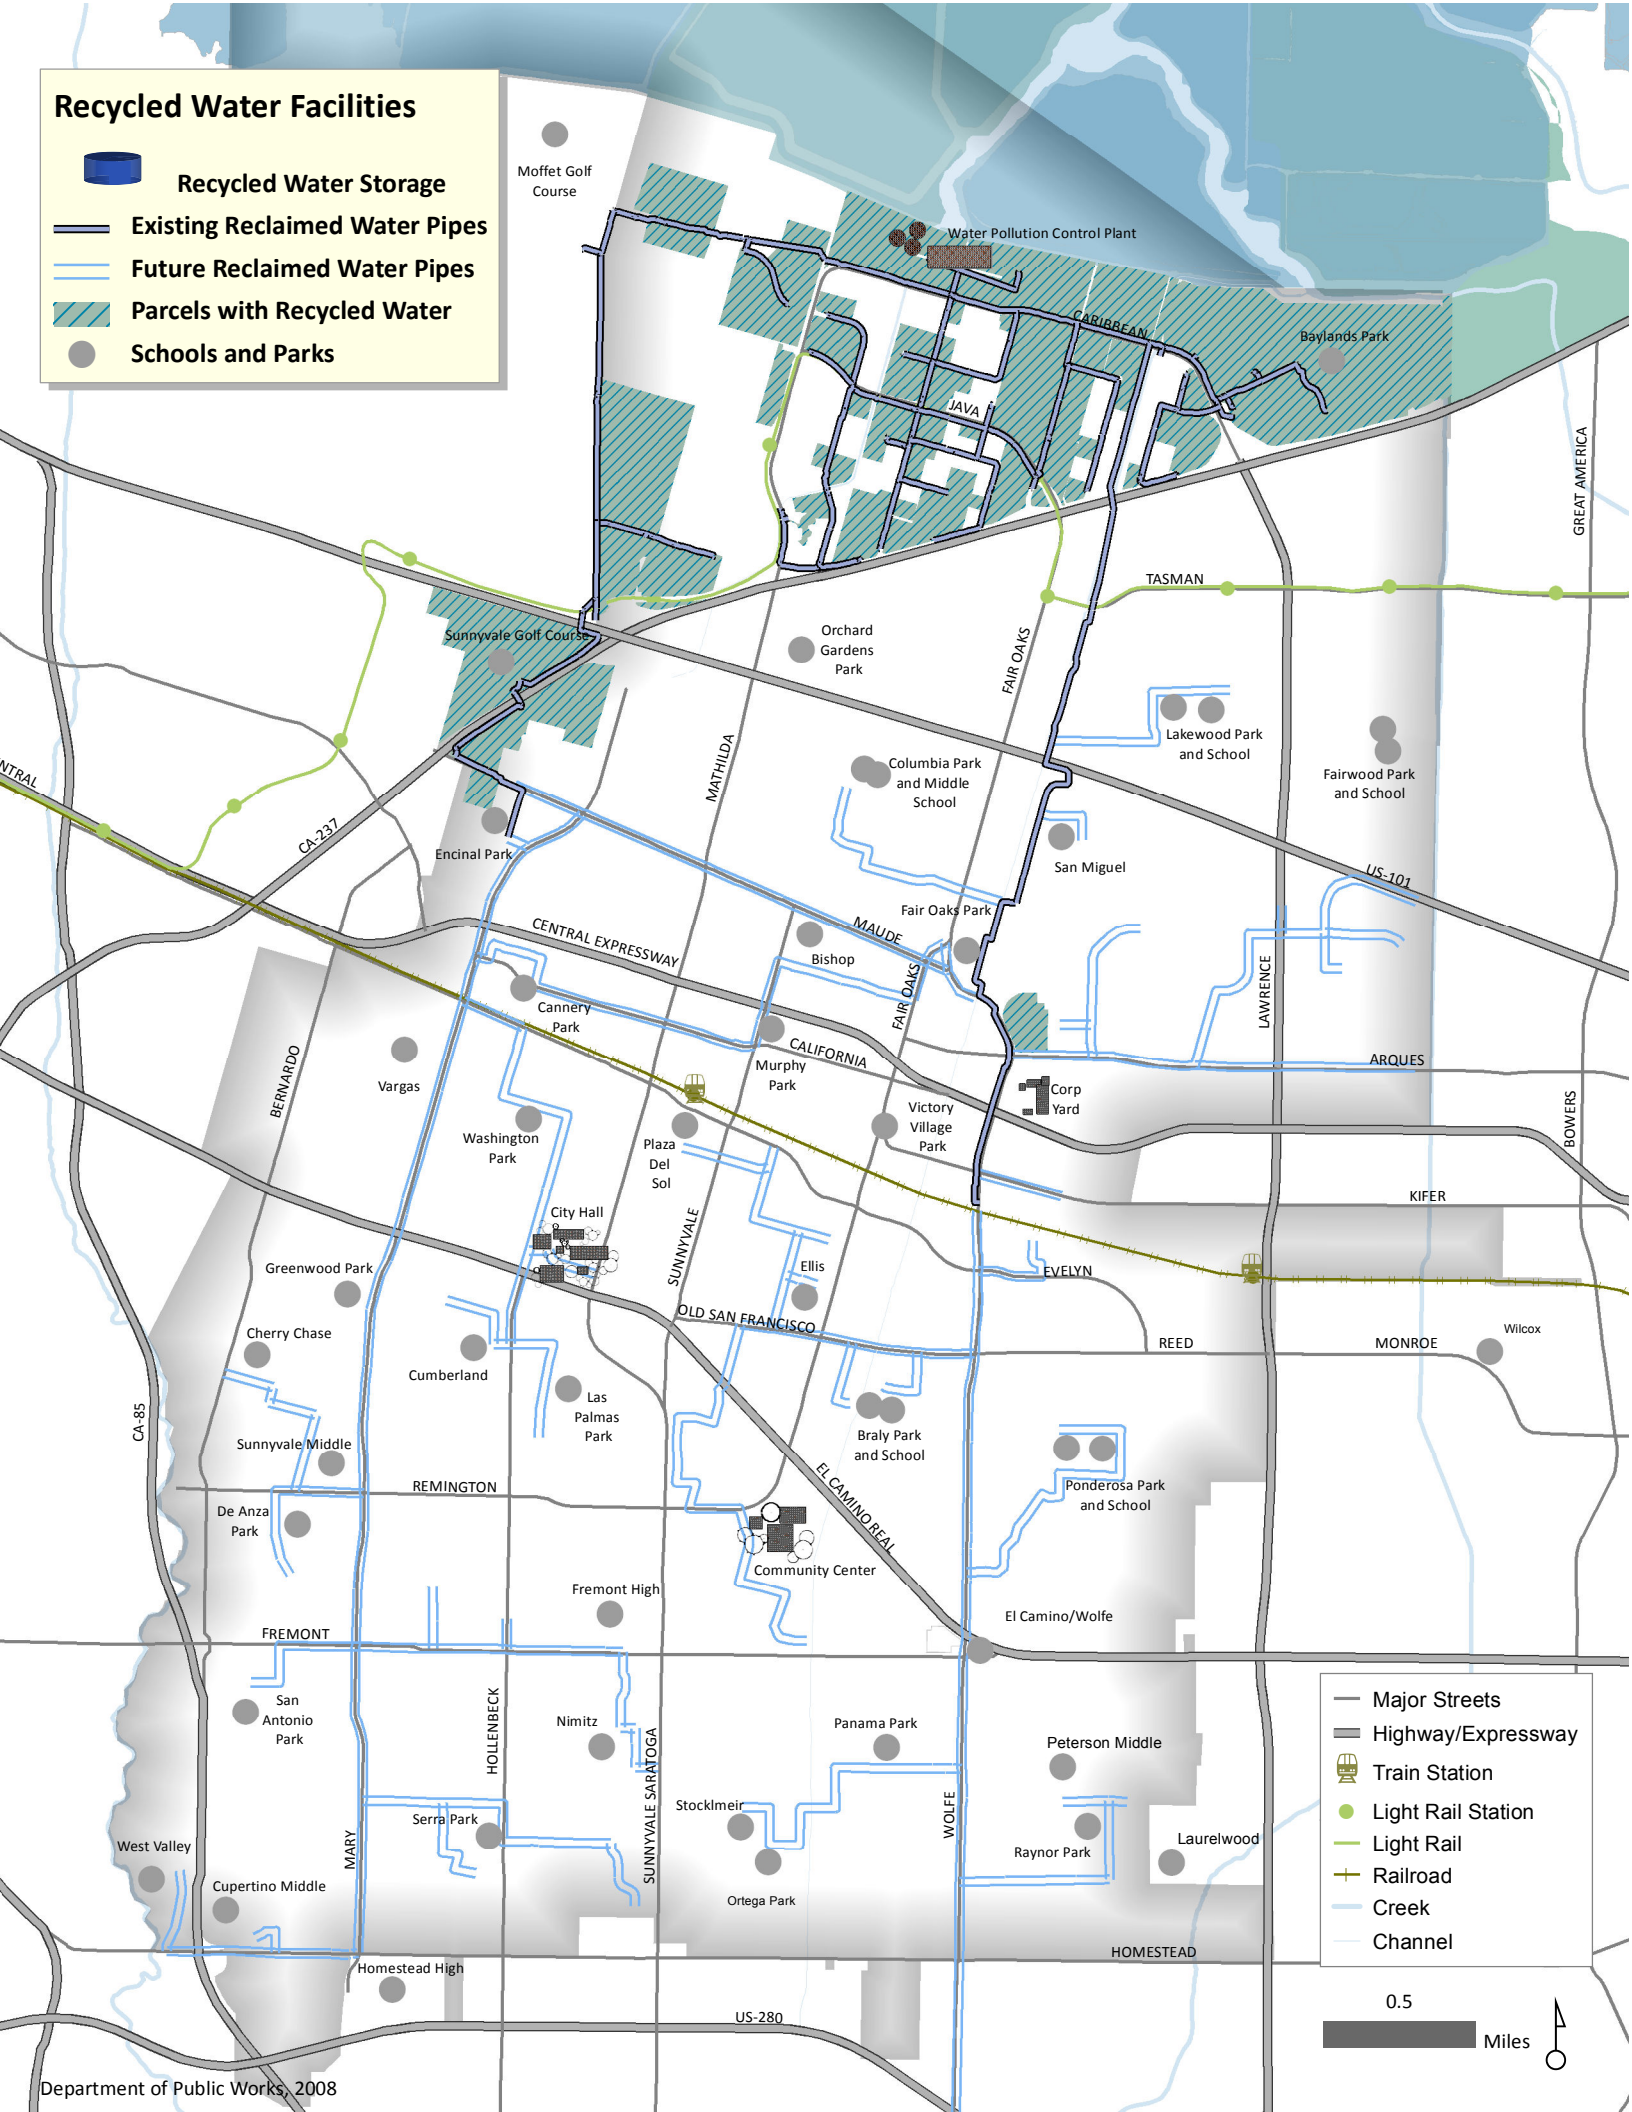 Recycled Water Facilities
Recycled Water Storage
Existing Reclaimed Water Pipes
Future Reclaimed Water Pipes
Parcels with Recycled Water
Schools and Parks
Moffet Golf
Course
Water Pollution Control Plant
CARIBBEAN
Baylands Park
JAVA
GREAT AMERICA
TASMAN
Sunnyvale Golf Course
Orchard
Gardens
Park
FAIR OAKS
Lakewood Park
and School
Fairwood Park
and School
MATHILDA
Columbia Park
and Middle
School
NTRAL
CA-237
Encinal Park
San Miguel
US-101
Fair Oaks Park
MAUDE
CENTRAL EXPRESSWAY
Bishop
FAIR OAKS
LAWRENCE
Cannery
Park
CALIFORNIA
Murphy
Park
ARQUES
BERNARDO
Vargas
Corp
Yard
Victory
Village
Park
BOWERS
Washington
Park
Plaza
Del
Sol
KIFER
City Hall
SUNNYVALE
Greenwood Park
Ellis
EVELYN
OLD SAN FRANCISCO
Cherry Chase
REED
MONROE
Wilcox
Cumberland
CA-85
Las
Palmas
Park
Braly Park
and School
Sunnyvale Middle
EL CAMINO REAL
REMINGTON
Ponderosa Park
and School
De Anza
Park
Community Center
Fremont High
El Camino/Wolfe
FREMONT
San
Antonio
Park
HOLLENBECK
Nimitz
SUNNYVALE SARATOGA
Panama Park
Peterson Middle
Stocklmeir
Serra Park
WOLFE
MARY
West Valley
Raynor Park
Laurelwood
Cupertino Middle
Ortega Park
HOMESTEAD
Homestead High
US-280
Major Streets
Highway/Expressway
Train Station
Light Rail Station
Light Rail
Railroad
Creek
Channel
0.5
Miles
Department of Public Works, 2008